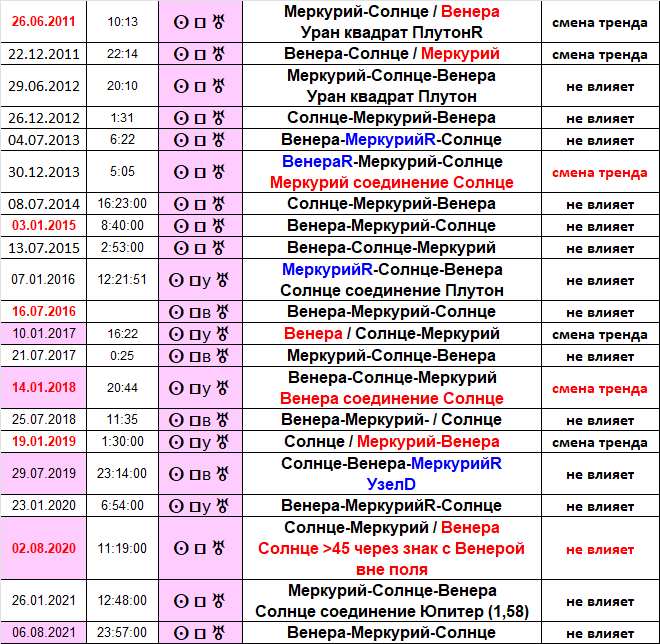 26.06.2011 10:13 ☉ □ ♅ Меркурий-Солнце / Венера смена тренда
Уран квадрат ПлутонR
22.12.2011 22:14 ☉ □ ♅ Венера-Солнце / Меркурий смена тренда
29.06.2012 20:10 ☉ □ ♅ Меркурий-Солнце-Венера не влияет
Уран квадрат Плутон
26.12.2012 1:31 ☉ □ ♅ Солнце-Меркурий-Венера не влияет
04.07.2013 6:22 ☉ □ ♅ Венера-МеркурийR-Солнце не влияет
30.12.2013 5:05 ☉ □ ♅ ВенераR-Меркурий-Солнце смена тренда
Меркурий соединение Солнце
08.07.2014 16:23:00 ☉ □ ♅ Солнце-Меркурий-Венера не влияет
03.01.2015 8:40:00 ☉ □ ♅ Венера-Меркурий-Солнце не влияет
13.07.2015 2:53:00 ☉ □ ♅ Венера-Солнце-Меркурий не влияет
07.01.2016 12:21:51 ☉ □у ♅ МеркурийR-Солнце-Венера не влияет
Солнце соединение Плутон
16.07.2016 ☉ □в ♅ Венера-Меркурий-Солнце не влияет
10.01.2017 16:22 ☉ □у ♅ Венера / Солнце-Меркурий смена тренда
21.07.2017 0:25 ☉ □в ♅ Меркурий-Солнце-Венера не влияет
14.01.2018 20:44 ☉ □у ♅ Венера-Солнце-Меркурий смена тренда
Венера соединение Солнце
25.07.2018 11:35 ☉ □в ♅ Венера-Меркурий- / Солнце не влияет
19.01.2019 1:30:00 ☉ □у ♅ Солнце / Меркурий-Венера смена тренда
29.07.2019 23:14:00 ☉ □в ♅ Солнце-Венера-МеркурийR не влияет
УзелD
23.01.2020 6:54:00 ☉ □у ♅ Венера-МеркурийR-Солнце не влияет
02.08.2020 11:19:00 ☉ □ ♅ Солнце-Меркурий / Венера не влияет
Солнце >45 через знак с Венерой
вне поля
26.01.2021 12:48:00 ☉ □ ♅ Меркурий-Солнце-Венера не влияет
Солнце соединение Юпитер (1,58)
06.08.2021 23:57:00 ☉ □ ♅ Венера-Меркурий-Солнце не влияет